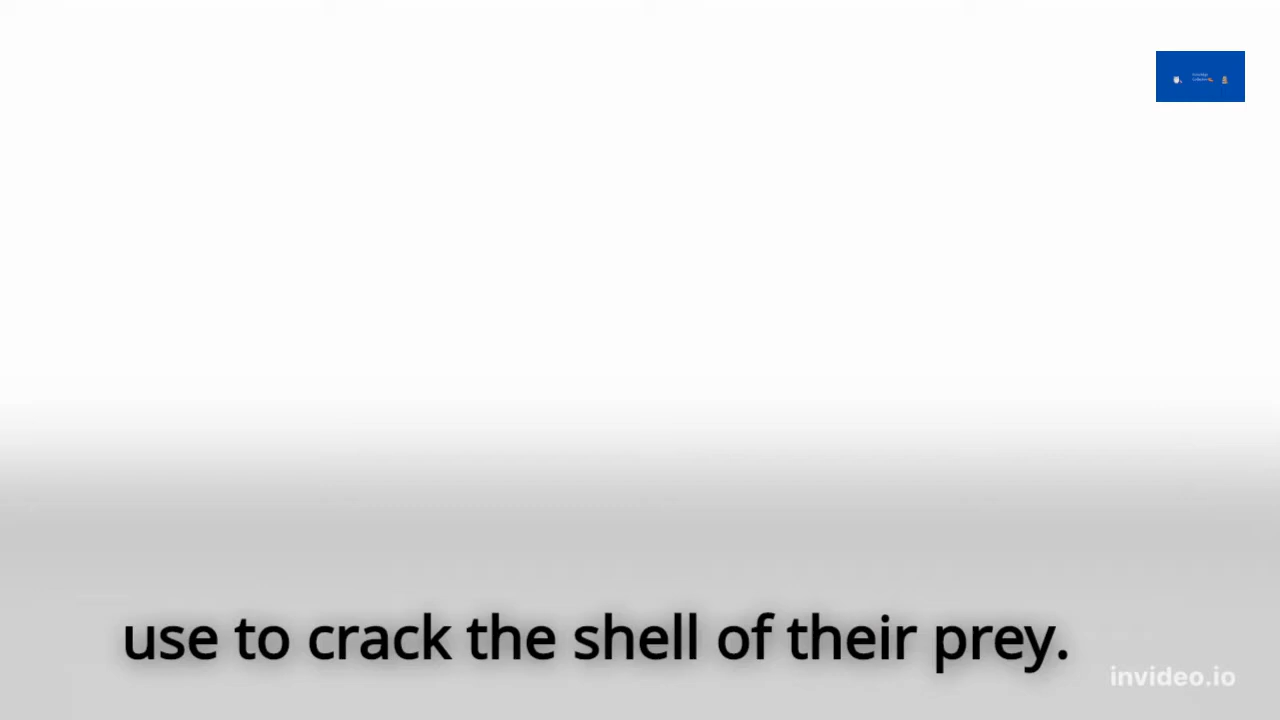 use to crack the shell of their prey.
invideo.io